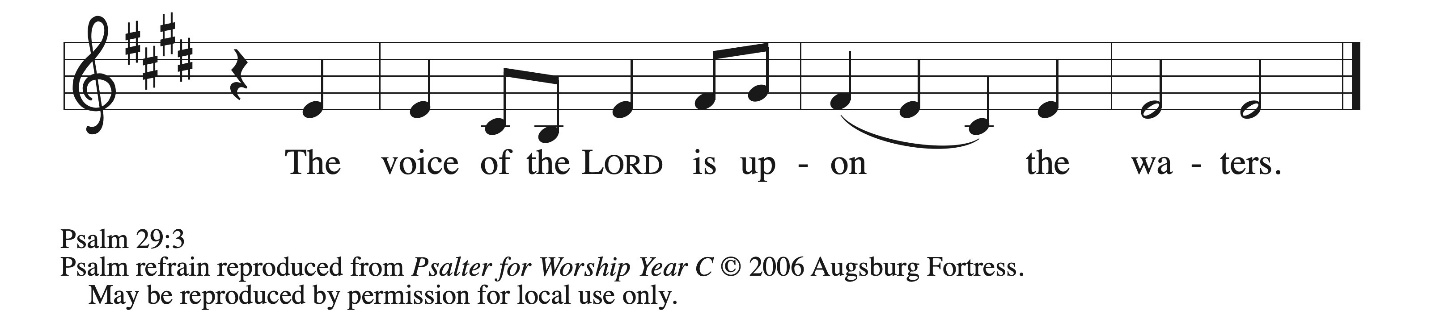 The voice of the LORD is up - on the wa - ters.
Psalm 29:3
Psalm refrain reproduced from Psalter for Worship Year C © 2006 Augsburg Fortress.
May be reproduced by permission for local use only.